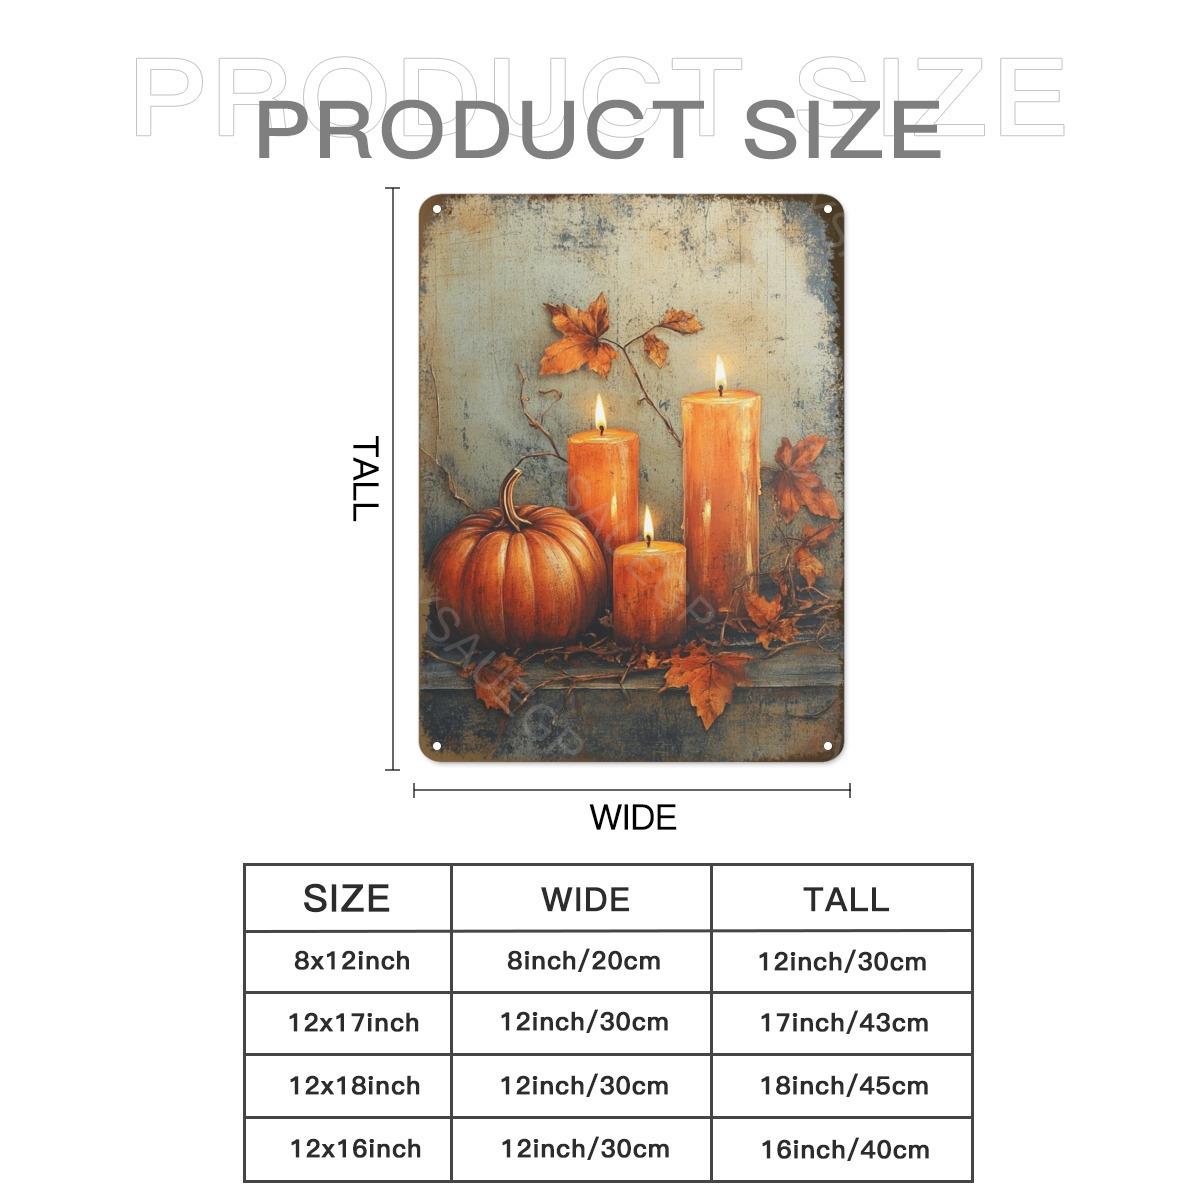 PRODUCT SIZE
PRODUCT SIZE
TALL
WIDE
SIZE WIDE TALL
8x12inch 8inch/20cm 12inch/30cm
12x17inch 12inch/30cm 17inch/43cm
12x18inch 12inch/30cm 18inch/45cm
12x16inch 12inch/30cm 16inch/40cm